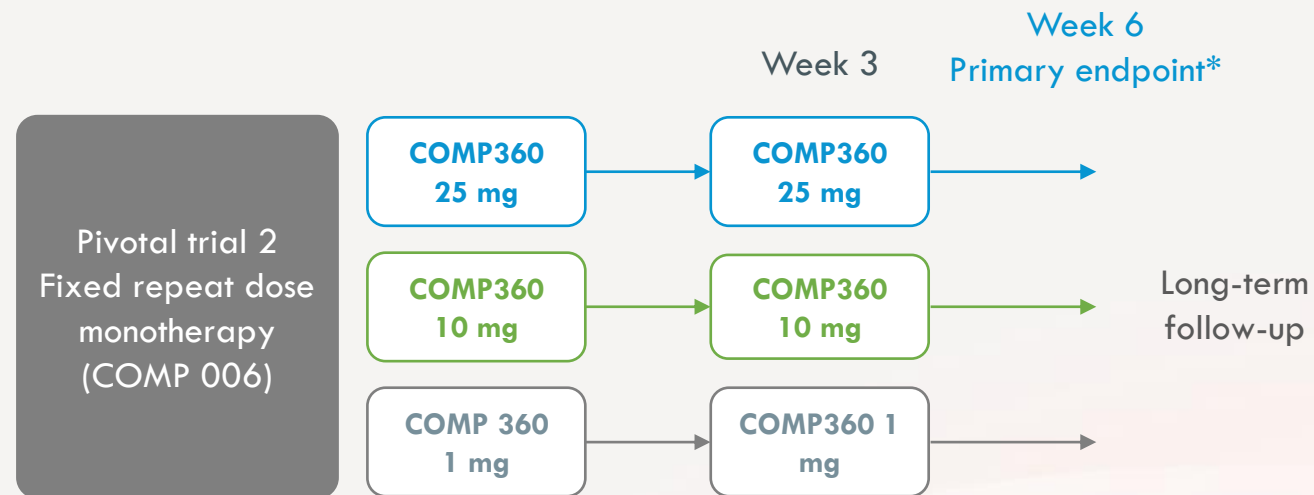 Week 6
Primary endpoint*
Week 3
Pivotal trial 2
Fixed repeat dose
monotherapy
(COMP 006)
COMP360
25 mg
COMP360
25 mg
COMP360
10 mg
COMP360
10 mg
COMP 360
1 mg
COMP360 1
mg
Long-term
follow-up